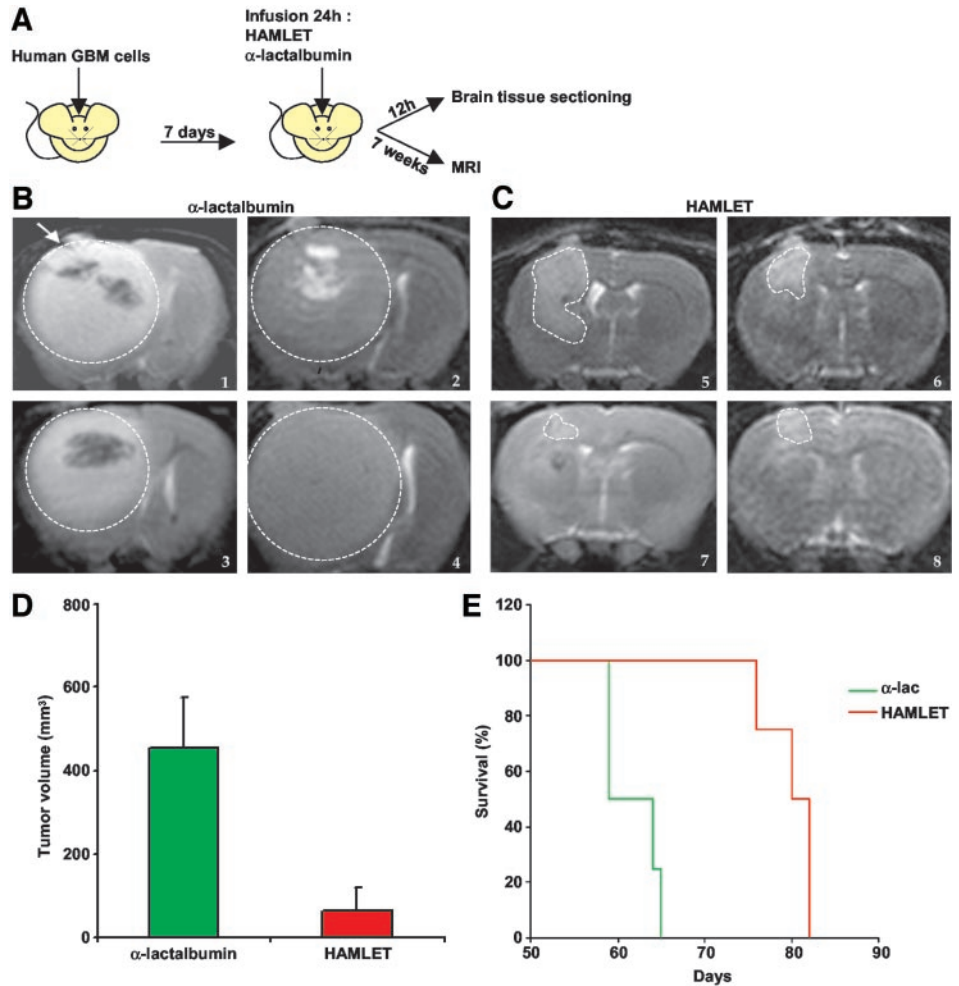 A
Human GBM cells
Infusion 24h :
HAMLET
α-lactalbumin
7 days
12h
7 weeks
Brain tissue sectioning
MRI
B
α-lactalbumin
1
2
3
4
C
HAMLET
5
6
7
8
D
Tumor volume (mm³)
800
600
400
200
0
α-lactalbumin
HAMLET
E
Survival (%)
120
100
80
60
40
20
0
50
60
70
80
90
Days
α-lac
HAMLET